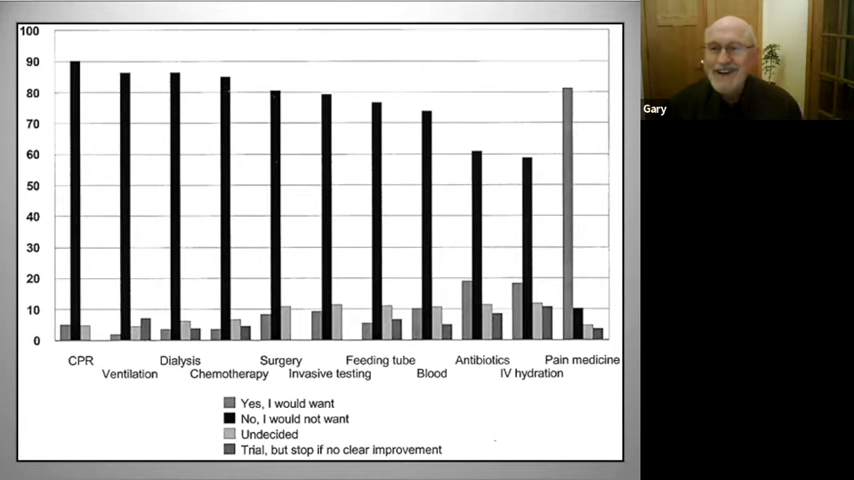 100
90
80
70
60
50
40
30
20
10
0
CPR
Ventilation
Dialysis
Chemotherapy
Surgery
Invasive testing
Feeding tube
Blood
Antibiotics
IV hydration
Pain medicine
Yes, I would want
No, I would not want
Undecided
Trial, but stop if no clear improvement
Gary